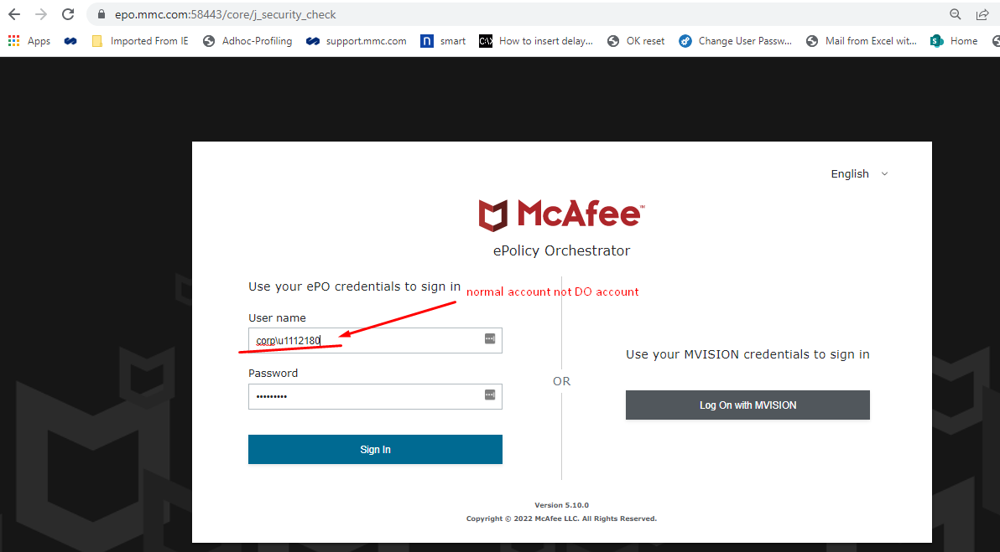 epo.mmc.com:58443/core/j_security_check
Apps Imported From IE Adhoc-Profiling support.mmc.com n smart C:\ How to insert delay... OK reset Change User Passw... Mail from Excel wit... S Home
English
McAfee™
ePolicy Orchestrator
Use your ePO credentials to sign in
normal account not DO account
User name
corp\u1112180
Password
•••••••••
Sign In
OR
Use your MVISION credentials to sign in
Log On with MVISION
Version 5.10.0
Copyright © 2022 McAfee LLC. All Rights Reserved.